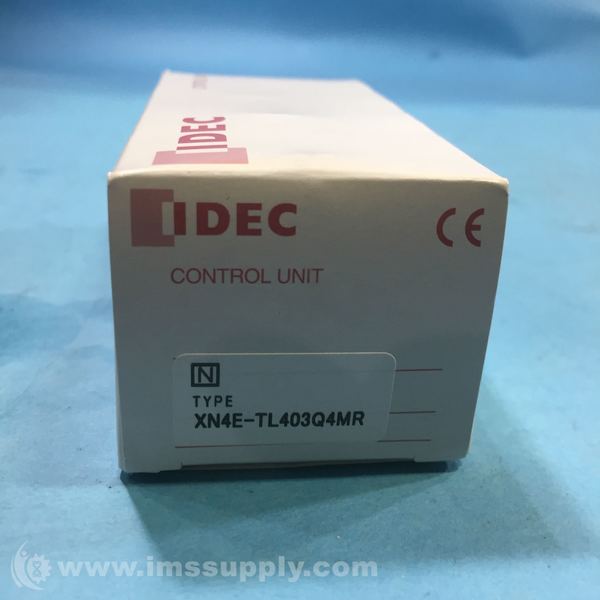 IDEC
IDEC
CE
CONTROL UNIT
N
TYPE
XN4E-TL403Q4MR
www.imssupply.com